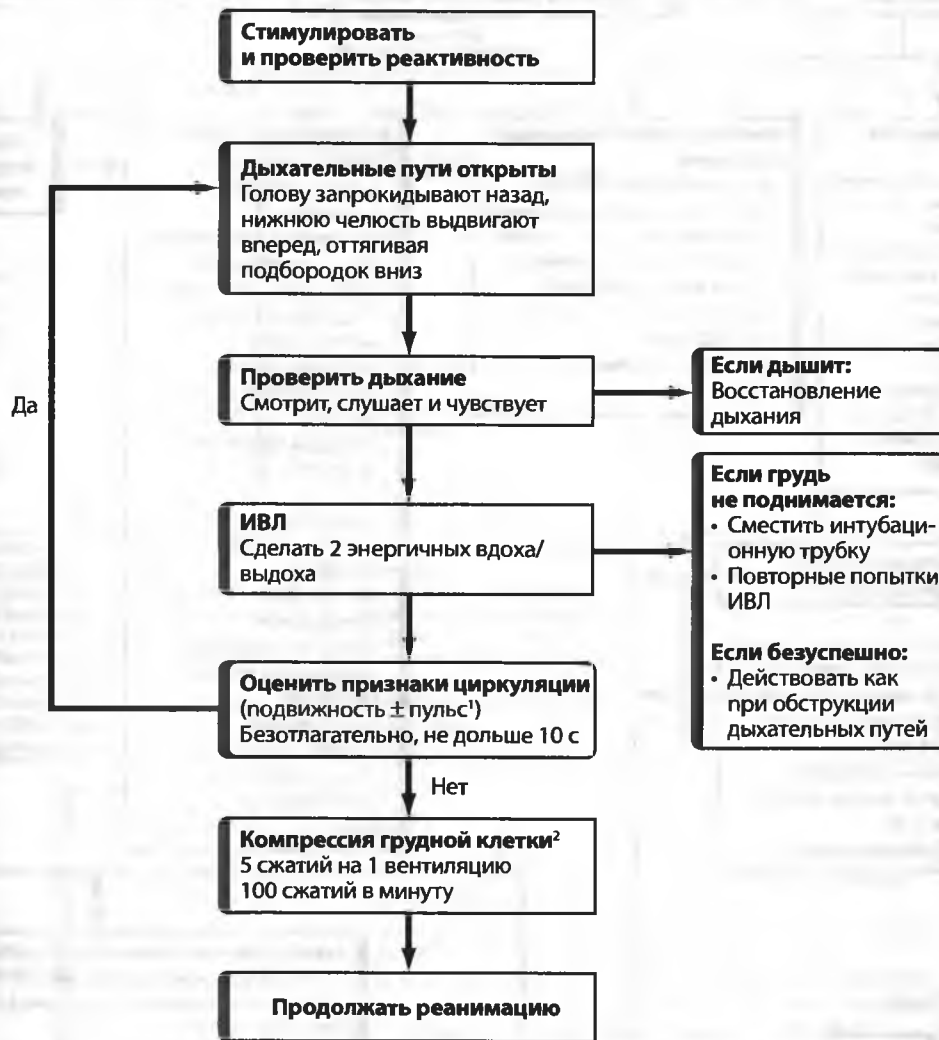 Стимулировать
и проверить реактивность
Дыхательные пути открыты
Голову запрокидывают назад,
нижнюю челюсть выдвигают
вперед, оттягивая
подбородок вниз
Да
Проверить дыхание
Смотрит, слушает и чувствует
Если дышит:
Восстановление
дыхания
ИВЛ
Сделать 2 энергичных вдоха/
выдоха
Если грудь
не поднимается:
• Сместить интубаци-
онную трубку
• Повторные попытки
ИВЛ
Если безуспешно:
• Действовать как
при обструкции
дыхательных путей
Оценить признаки циркуляции
(подвижность ± пульс¹)
Безотлагательно, не дольше 10 с
Нет
Компрессия грудной клетки²
5 сжатий на 1 вентиляцию
100 сжатий в минуту
Продолжать реанимацию